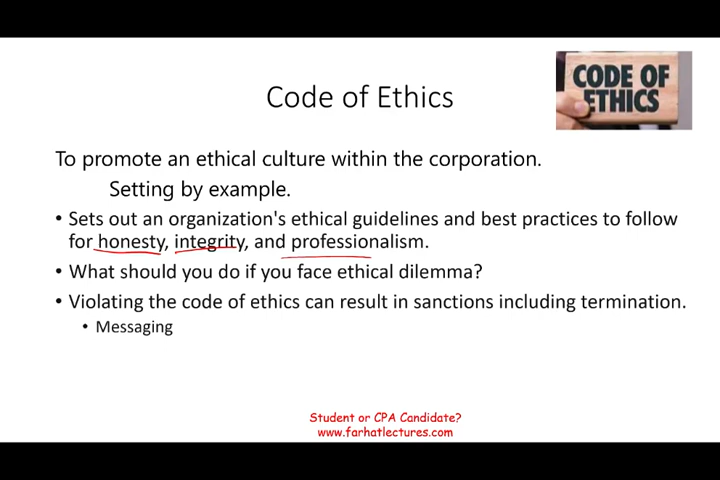 CODE OF
ETHICS
Code of Ethics
To promote an ethical culture within the corporation.
Setting by example.
• Sets out an organization's ethical guidelines and best practices to follow
for honesty, integrity, and professionalism.
• What should you do if you face ethical dilemma?
• Violating the code of ethics can result in sanctions including termination.
• Messaging
Student or CPA Candidate?
www.farhatlectures.com